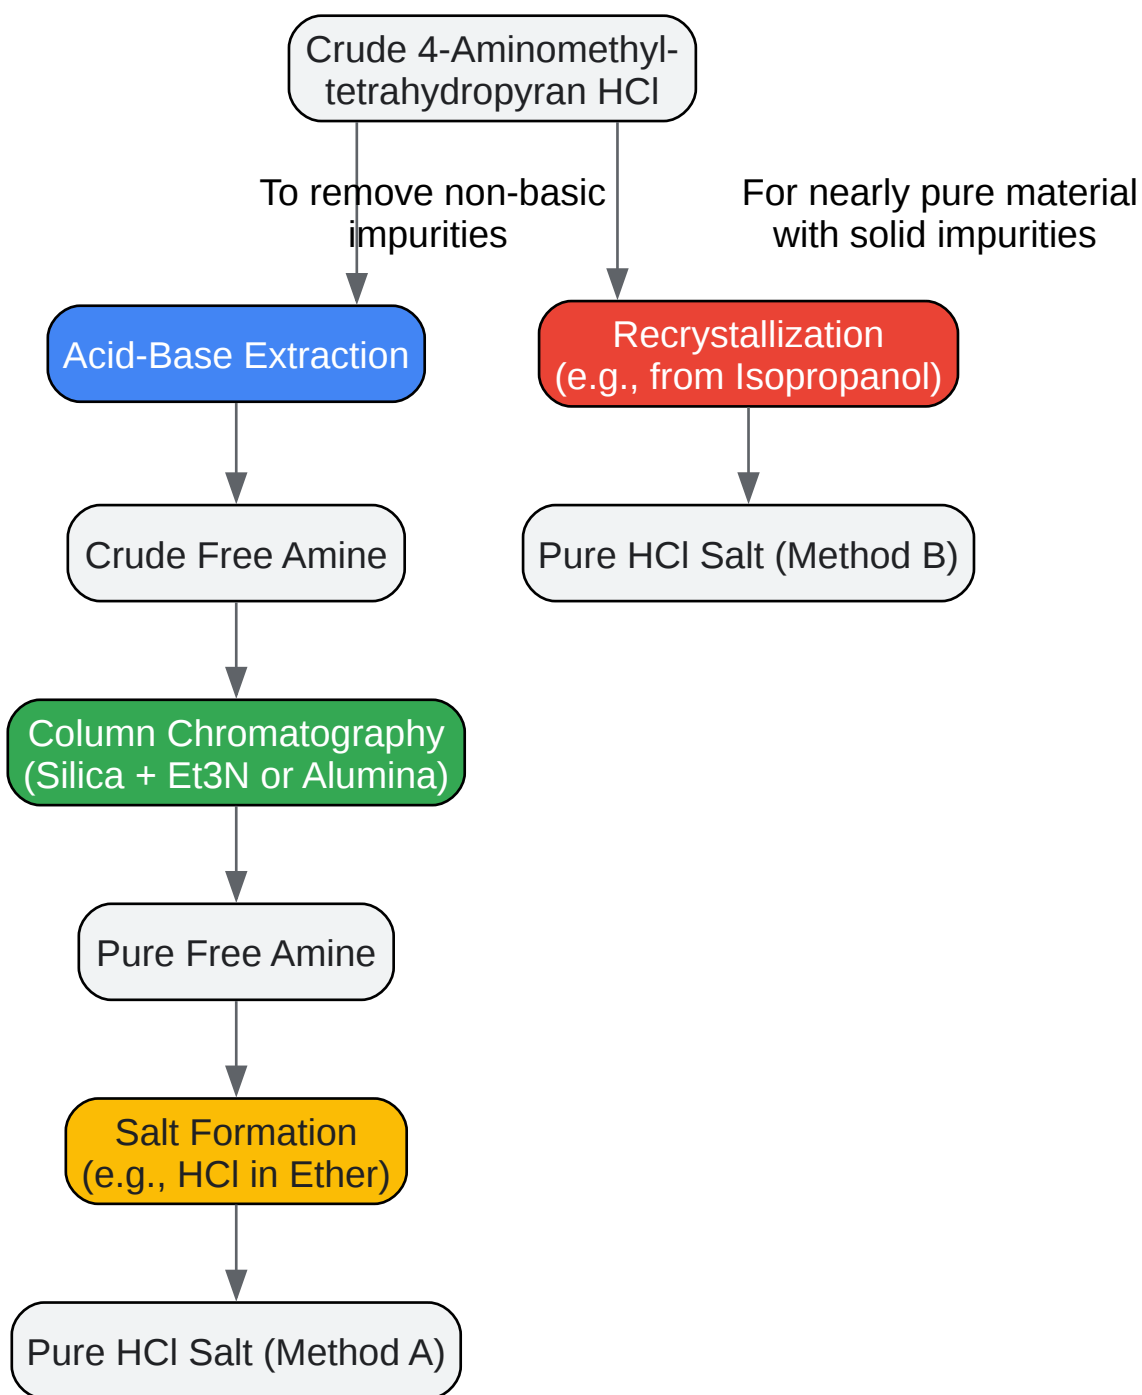 Crude 4-Aminomethyl-
tetrahydropyran HCl
To remove non-basic
impurities
For nearly pure material
with solid impurities
Acid-Base Extraction
Recrystallization
(e.g., from Isopropanol)
Crude Free Amine
Pure HCl Salt (Method B)
Column Chromatography
(Silica + Et3N or Alumina)
Pure Free Amine
Salt Formation
(e.g., HCl in Ether)
Pure HCl Salt (Method A)